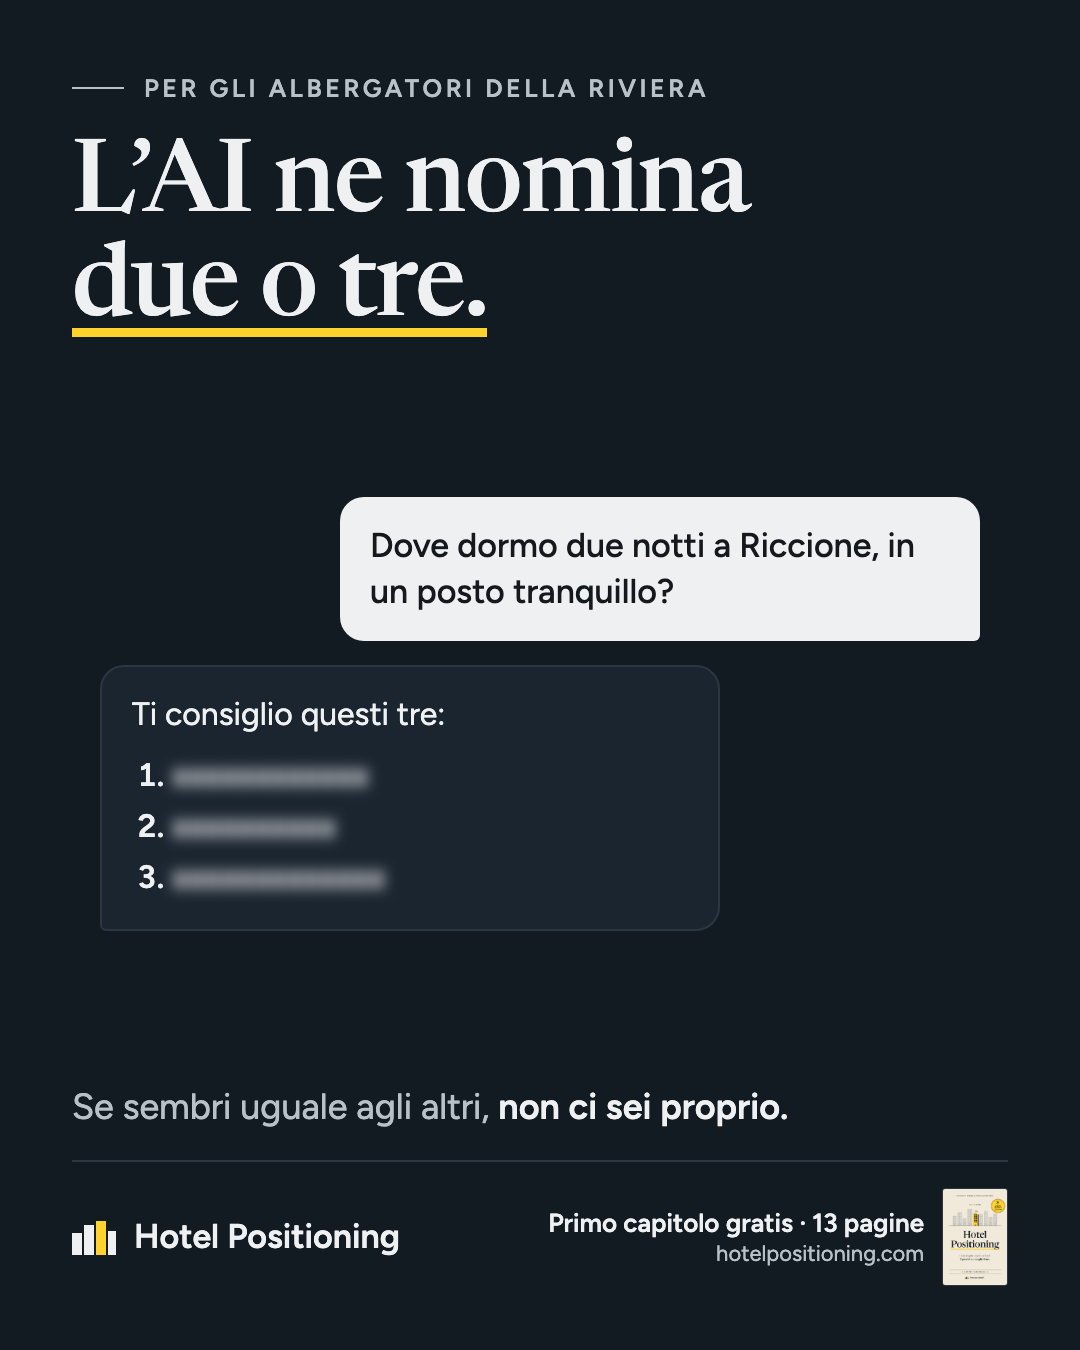 PER GLI ALBERGATORI DELLA RIVIERA
L’AI ne nomina
due o tre.
Dove dormo due notti a Riccione, in
un posto tranquillo?
Ti consiglio questi tre:
1.
2.
3.
Se sembri uguale agli altri, non ci sei proprio.
Hotel Positioning
Primo capitolo gratis · 13 pagine
hotelpositioning.com
Hotel
Positioning